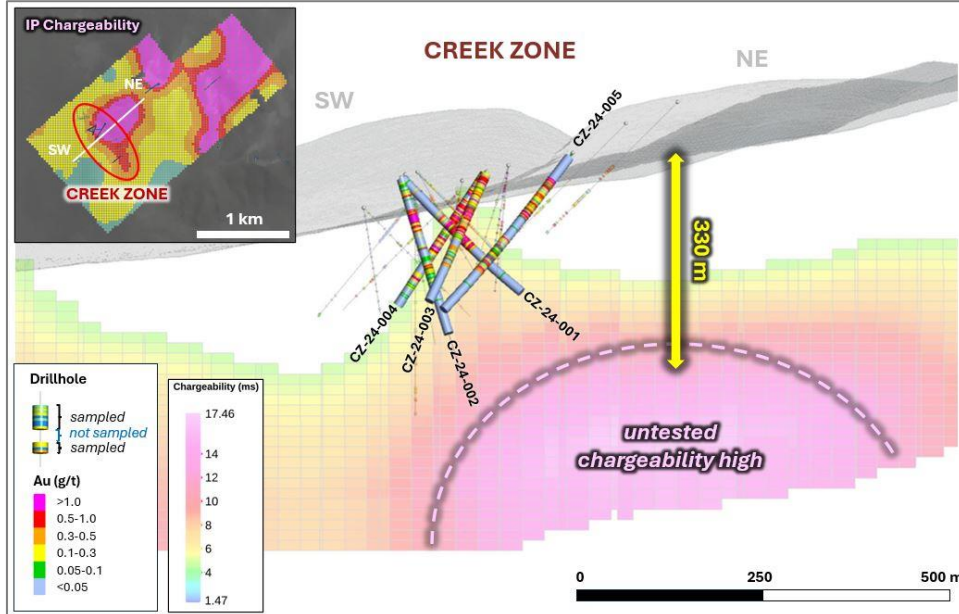 IP Chargeability
NE
SW
CREEK ZONE
1 km
CREEK ZONE
SW
NE
CZ-24-005
330 m
CZ-24-004
CZ-24-003
CZ-24-002
CZ-24-001
untested
chargeability high
Drillhole
sampled
not sampled
sampled
Au (g/t)
>1.0
0.5-1.0
0.3-0.5
0.1-0.3
0.05-0.1
<0.05
Chargeability (ms)
17.46
14
12
10
8
6
4
1.47
0 250 500 m